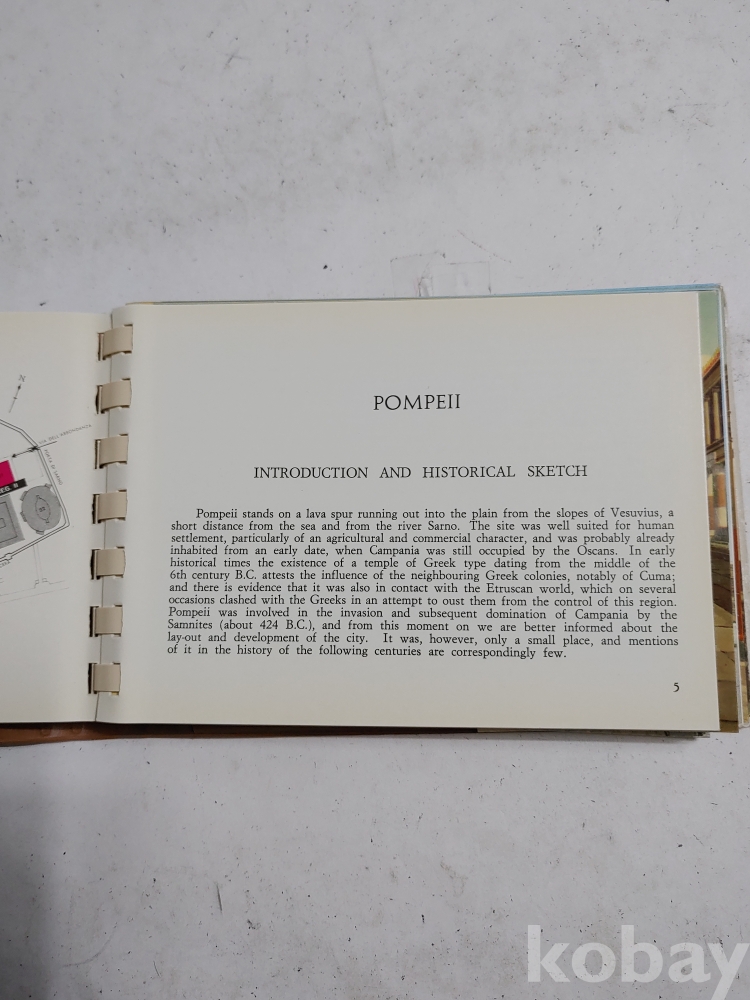 POMPEII
INTRODUCTION AND HISTORICAL SKETCH
Pompeii stands on a lava spur running out into the plain from the slopes of Vesuvius, a
short distance from the sea and from the river Sarno. The site was well suited for human
settlement, particularly of an agricultural and commercial character, and was probably already
inhabited from an early date, when Campania was still occupied by the Oscans. In early
historical times the existence of a temple of Greek type dating from the middle of the
6th century B.C. attests the influence of the neighbouring Greek colonies, notably of Cuma;
and there is evidence that it was also in contact with the Etruscan world, which on several
occasions clashed with the Greeks in an attempt to oust them from the control of this region.
Pompeii was involved in the invasion and subsequent domination of Campania by the
Samnites (about 424 B.C.), and from this moment on we are better informed about the
lay-out and development of the city. It was, however, only a small place, and mentions
of it in the history of the following centuries are correspondingly few.
5
N
PORTA DI SARNO
kobay